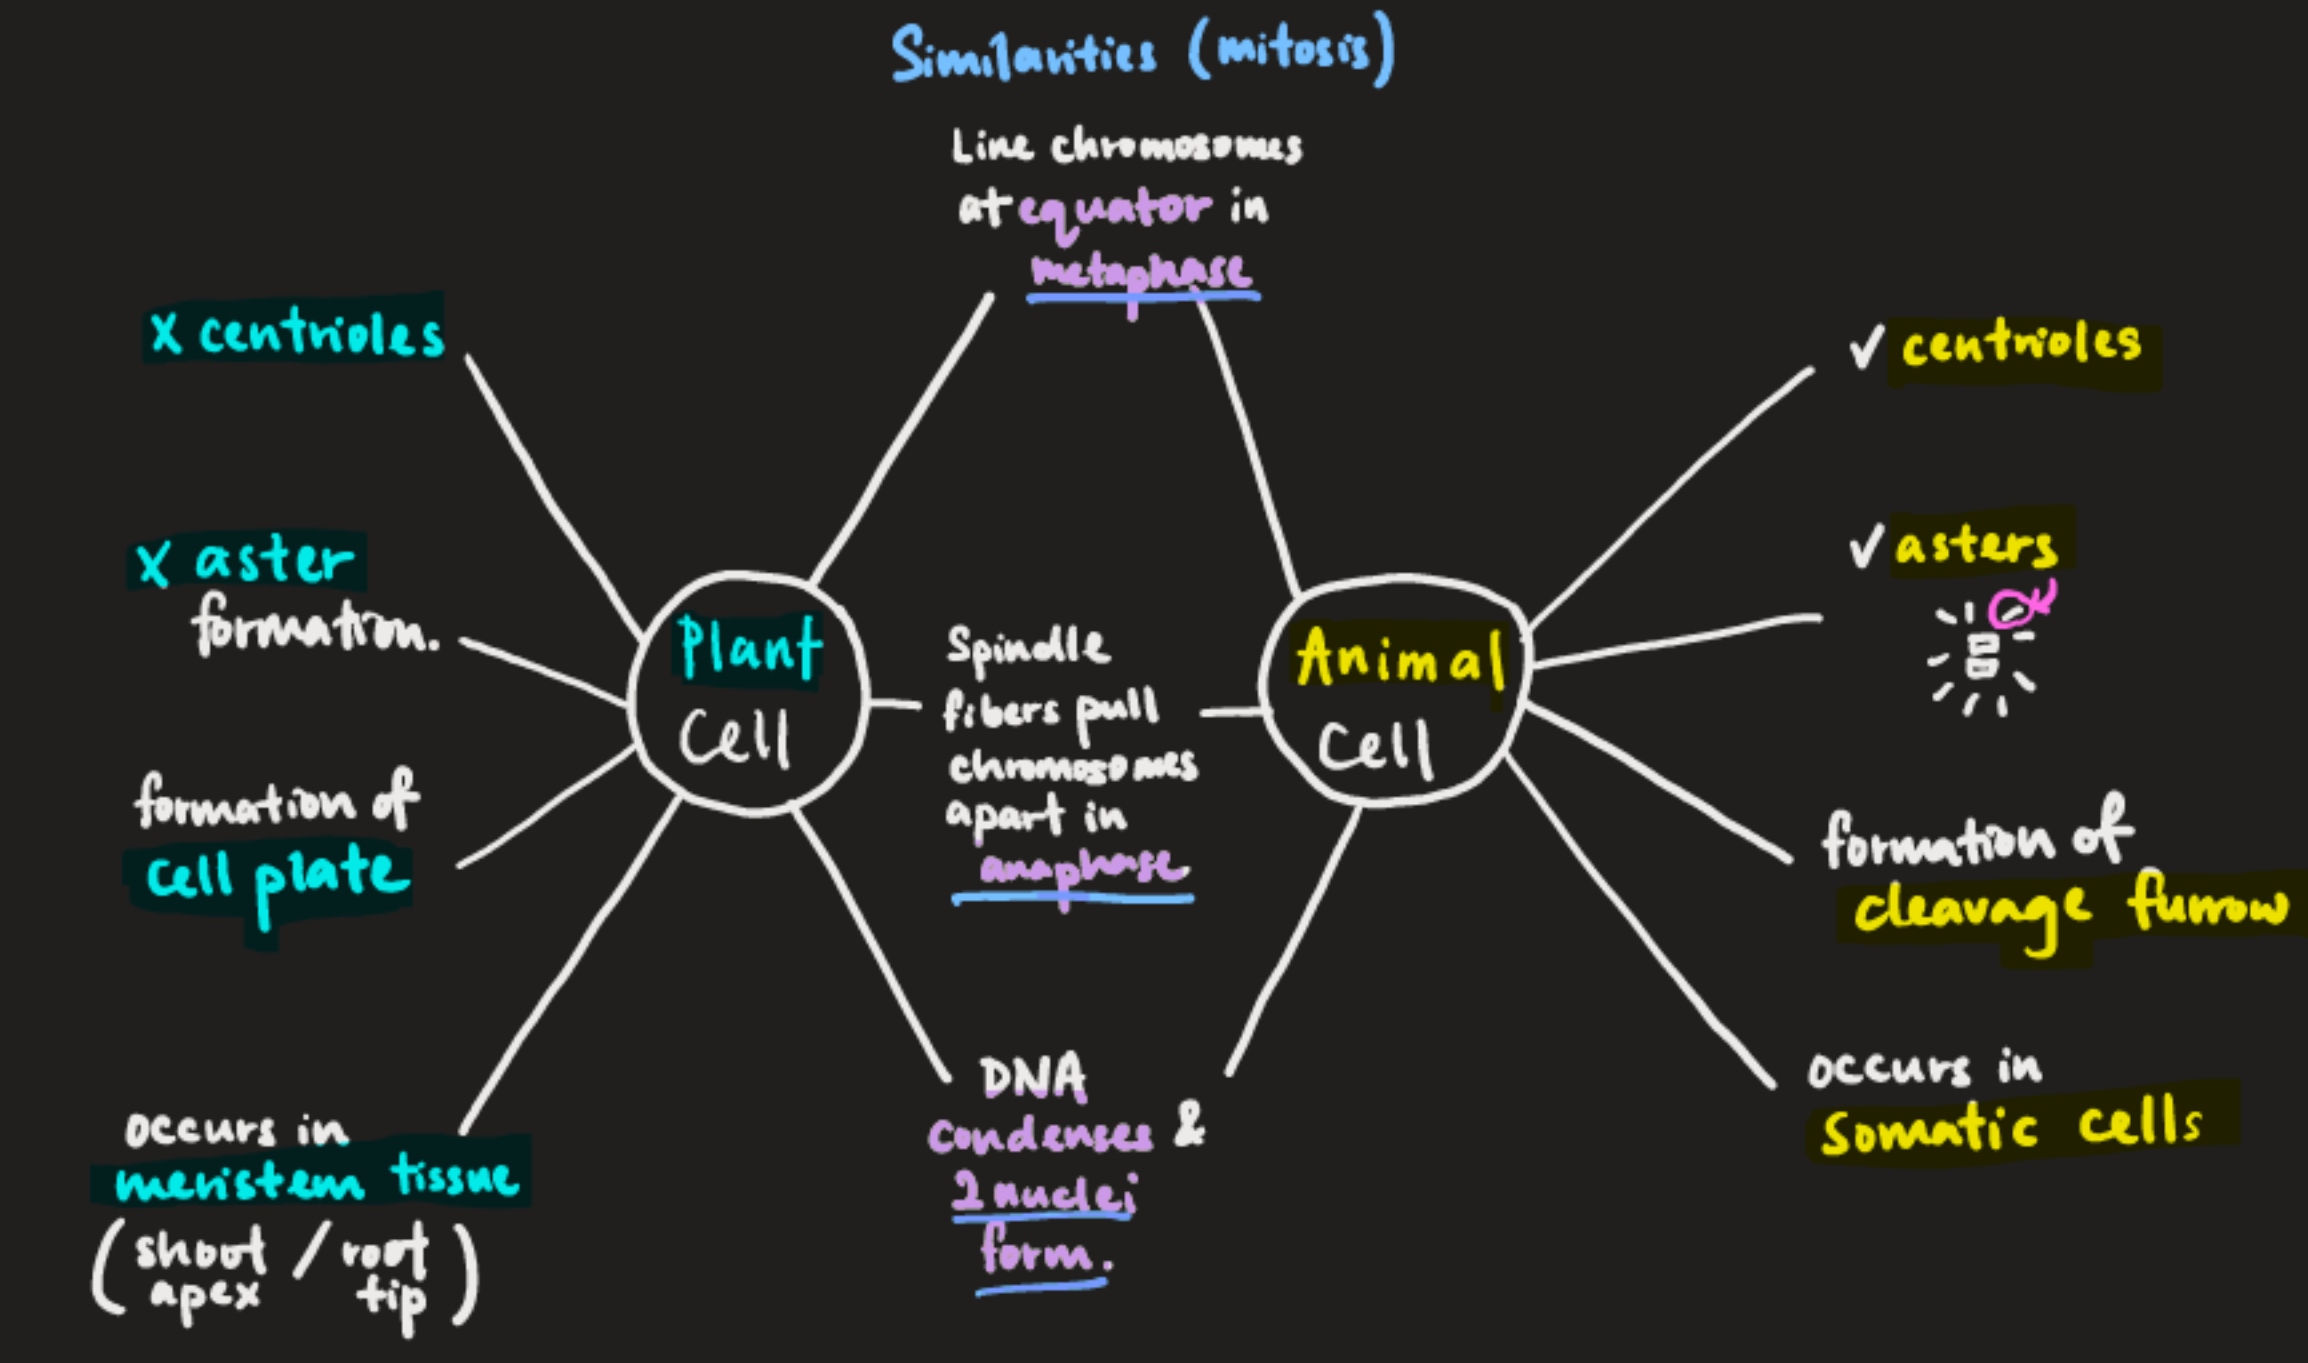 Similarities (mitosis)
Line chromosomes
at equator in
metaphase
X centrioles
X aster
formation.
formation of
cell plate
occurs in
meristem tissue
(shoot / root
apex tip)
Plant
Cell
Spindle
fibers pull
chromosomes
apart in
anaphase.
DNA
condenses &
2 nuclei
form.
Animal
Cell
✓ centrioles
✓ asters
formation of
cleavage furrow
occurs in
somatic cells